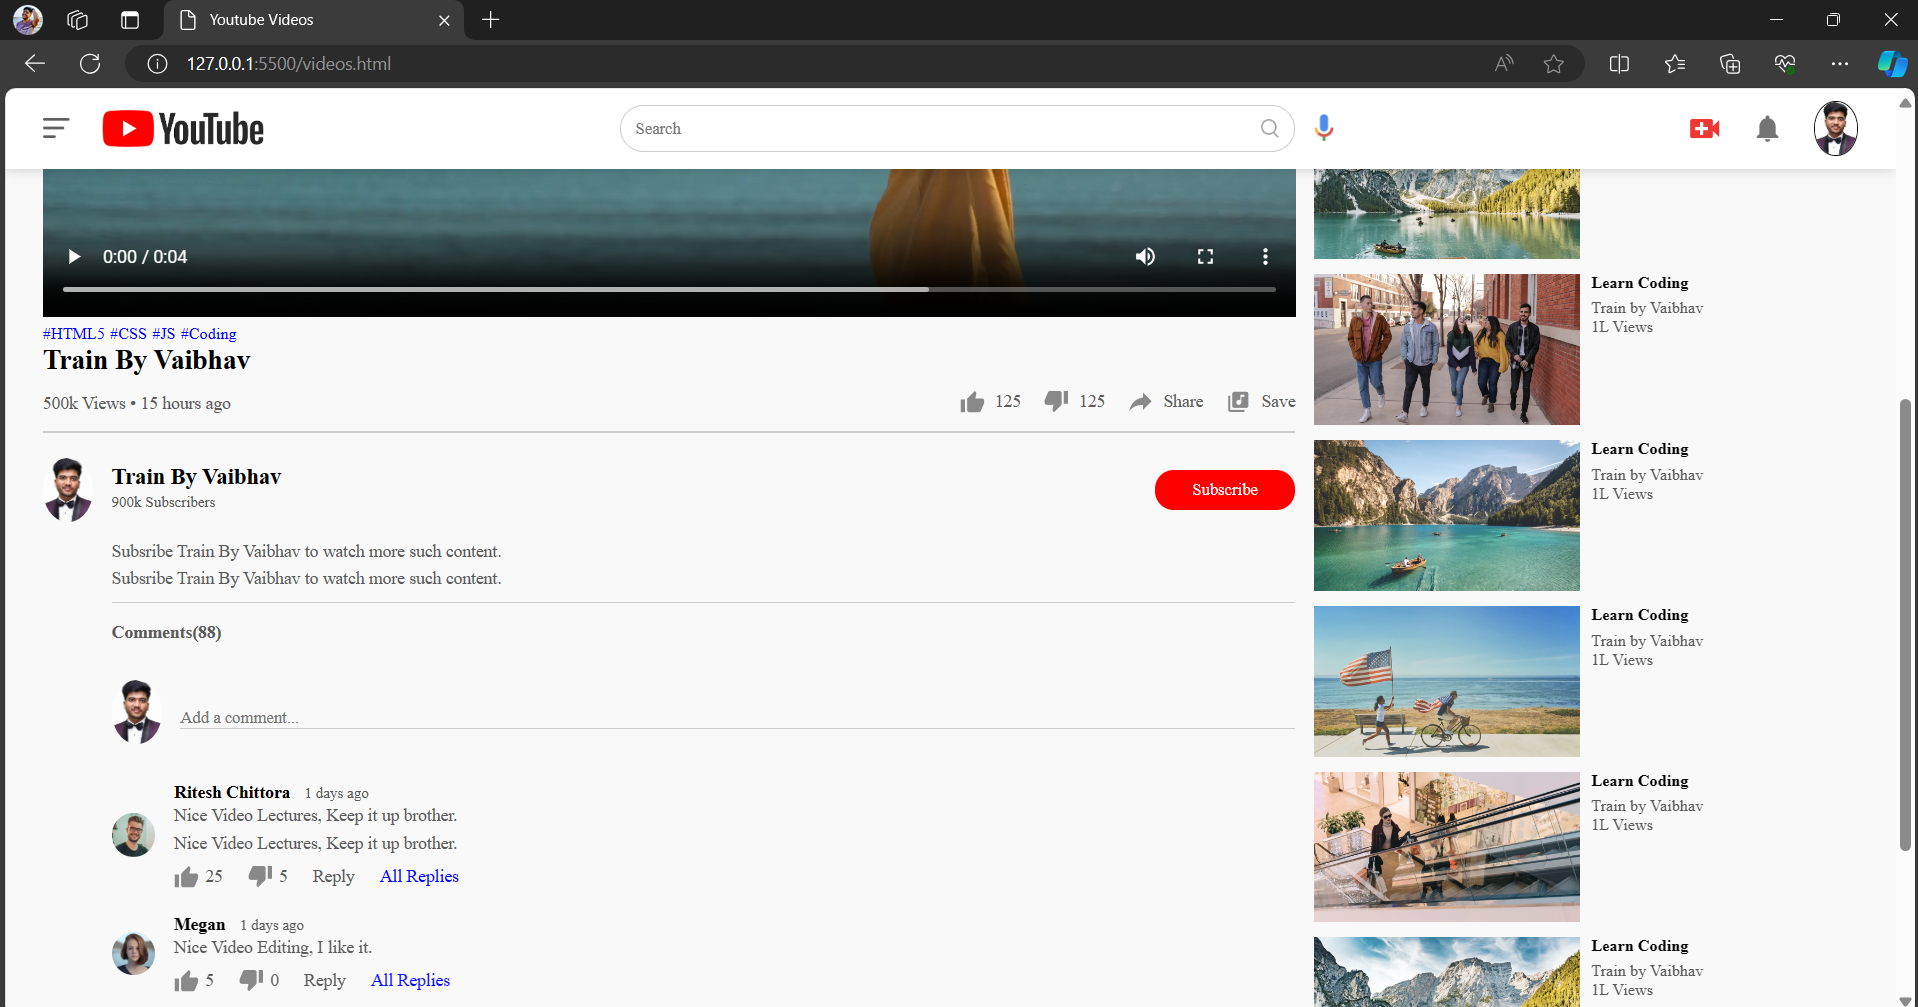 Youtube Videos
127.0.0.1:5500/videos.html
YouTube
Search
0:00 / 0:04
#HTML5 #CSS #JS #Coding
Train By Vaibhav
500k Views • 15 hours ago
125
125
Share
Save
Train By Vaibhav
900k Subscribers
Subscribe
Subsribe Train By Vaibhav to watch more such content.
Subsribe Train By Vaibhav to watch more such content.
Comments(88)
Add a comment...
Ritesh Chittora 1 days ago
Nice Video Lectures, Keep it up brother.
Nice Video Lectures, Keep it up brother.
25 5 Reply All Replies
Megan 1 days ago
Nice Video Editing, I like it.
5 0 Reply All Replies
Learn Coding
Train by Vaibhav
1L Views
Learn Coding
Train by Vaibhav
1L Views
Learn Coding
Train by Vaibhav
1L Views
Learn Coding
Train by Vaibhav
1L Views
Learn Coding
Train by Vaibhav
1L Views